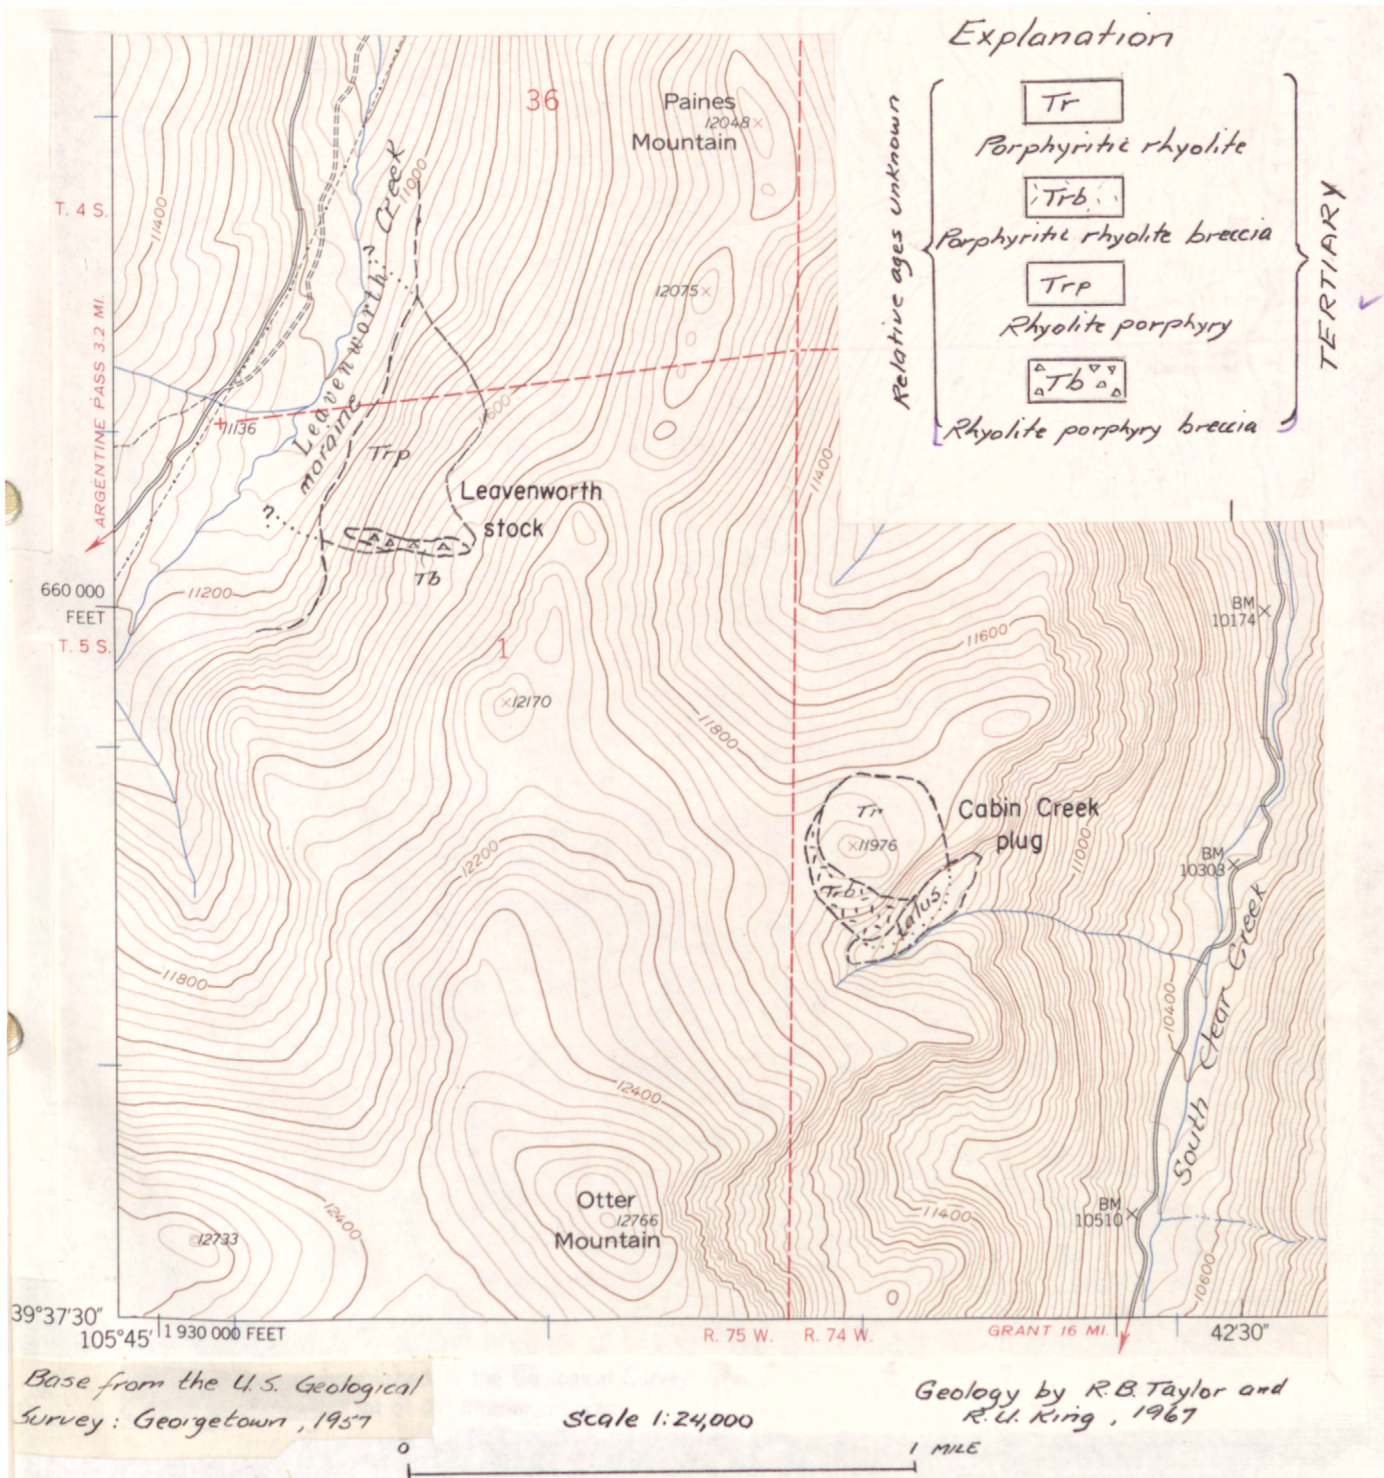 Explanation
Tr
Porphyritic rhyolite
Trb
Porphyritic rhyolite breccia
Trp
Rhyolite porphyry
Tb
Rhyolite porphyry breccia
Relative ages unknown
TERTIARY
36
Paines
12048
Mountain
11000
T. 4 S.
11400
Leavenworth Creek
?
12075
ARGENTINE PASS 3.2 MI.
11136
moraine
Trp
11400
Leavenworth
stock
?
Tb
660 000
FEET
11200
T. 5 S.
1
BM
10174
11600
12170
11800
Tr
11976
Cabin Creek
plug
11000
BM
10303
12200
Trb
talus
11800
10400
South Clear Creek
12400
Otter
12766
Mountain
12400
12733
11400
BM
10510
10600
39°37'30"
105°45'
1 930 000 FEET
R. 75 W.
R. 74 W.
GRANT 16 MI.
42'30"
Base from the U.S. Geological
Survey: Georgetown, 1957
Scale 1:24,000
Geology by R.B. Taylor and
R.U. King, 1967
0
1 MILE